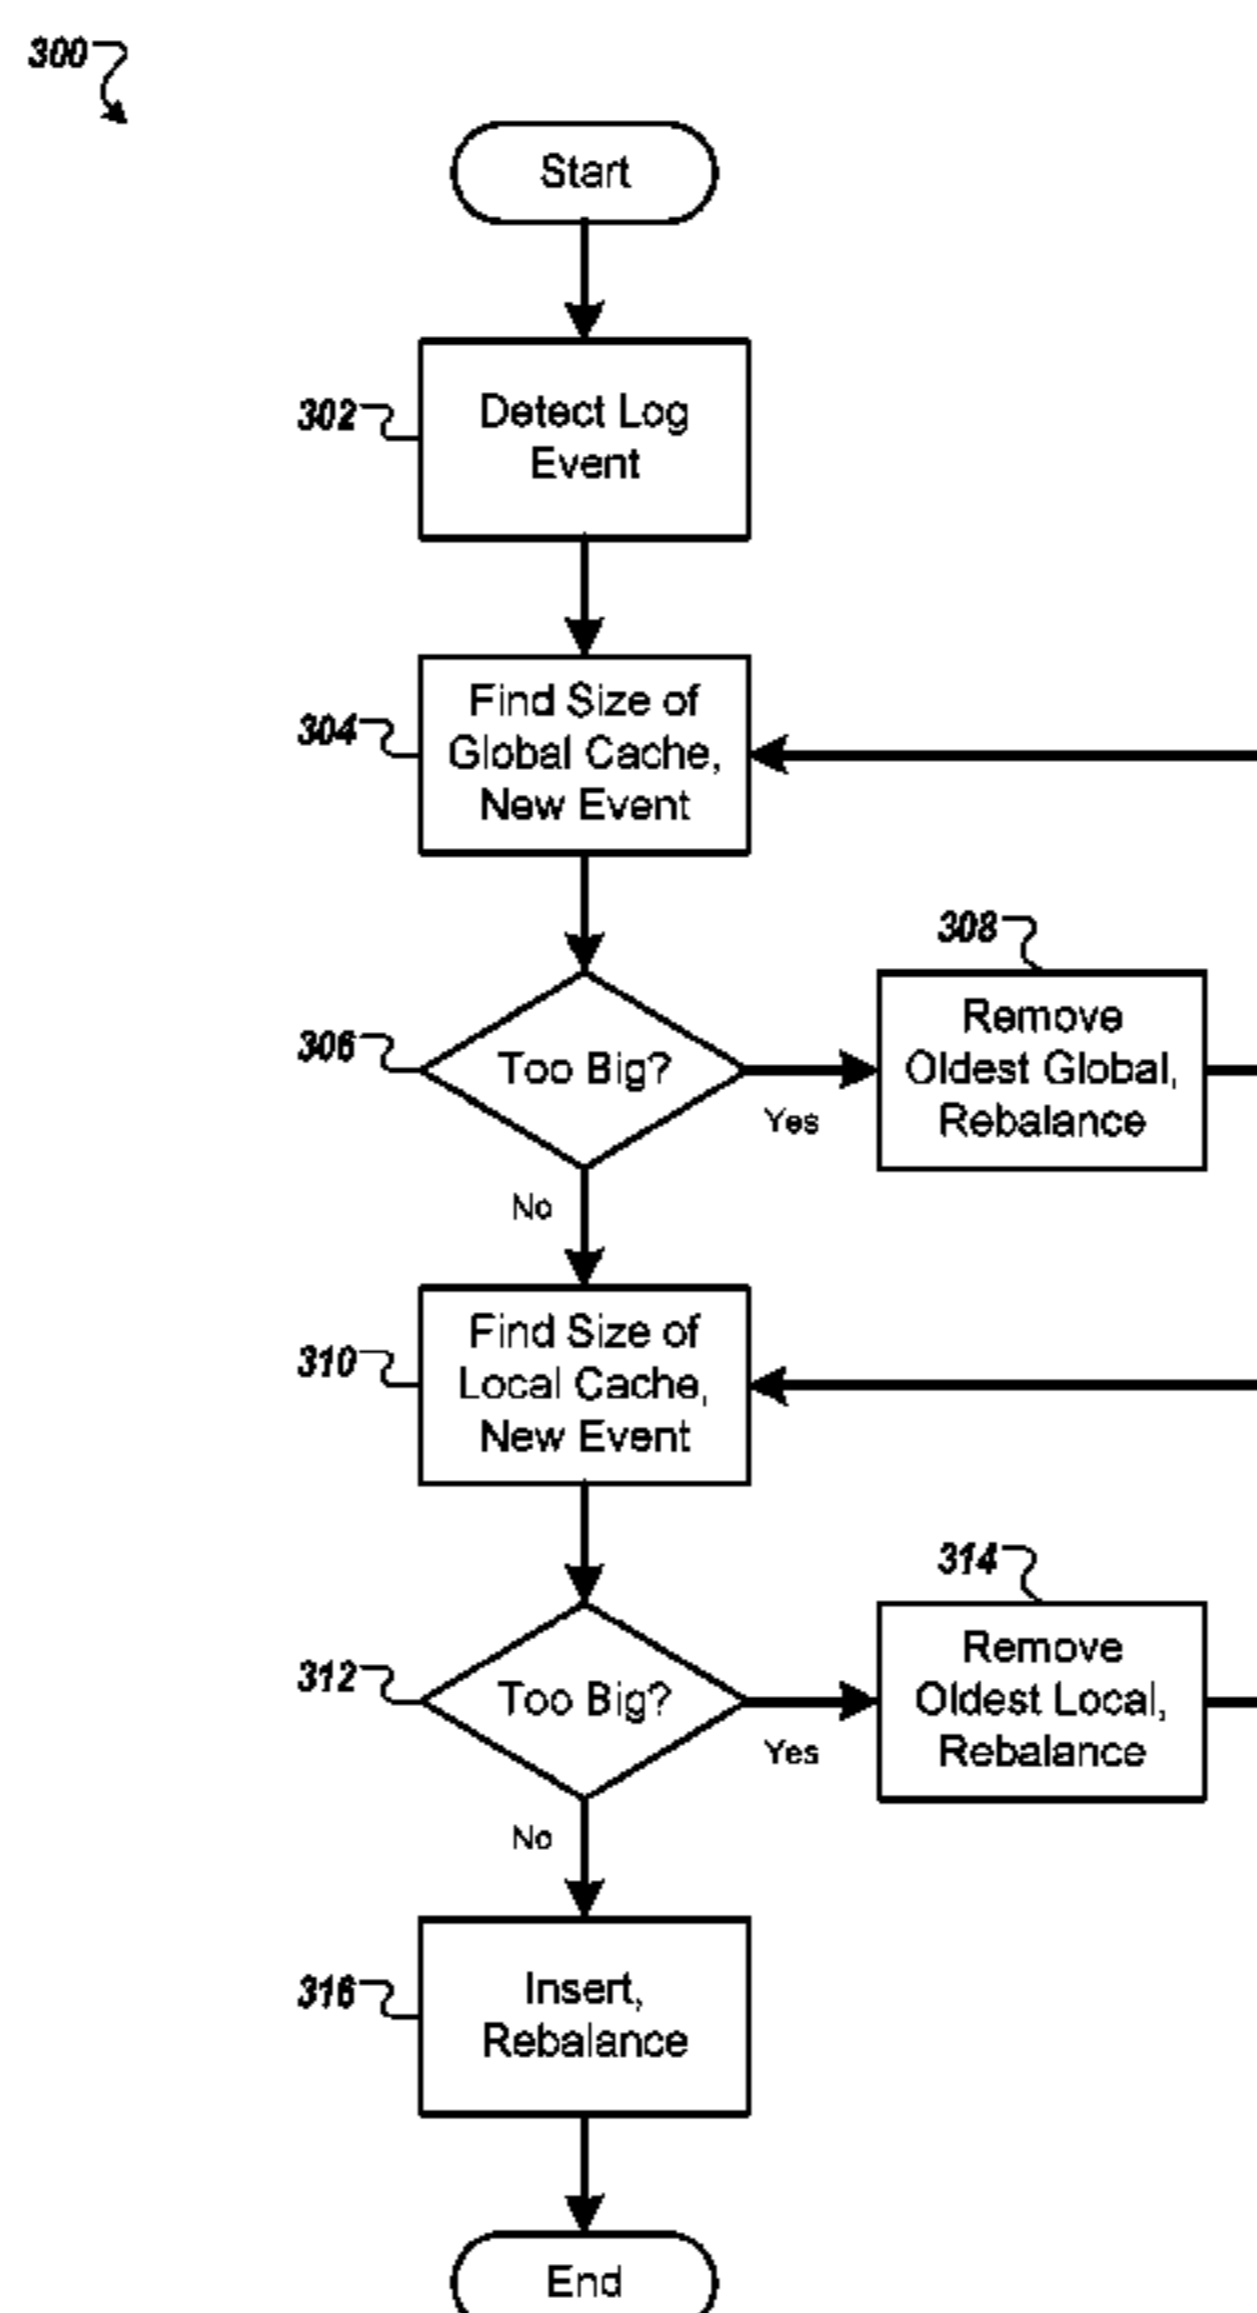 300
Start
302
Detect Log
Event
304
Find Size of
Global Cache,
New Event
308
306
Too Big?
Yes
Remove
Oldest Global,
Rebalance
No
310
Find Size of
Local Cache,
New Event
314
312
Too Big?
Yes
Remove
Oldest Local,
Rebalance
No
316
Insert,
Rebalance
End